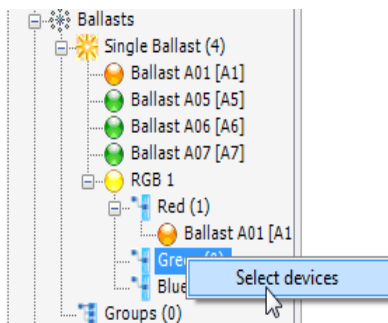 Ballasts
Single Ballast (4)
Ballast A01 [A1]
Ballast A05 [A5]
Ballast A06 [A6]
Ballast A07 [A7]
RGB 1
Red (1)
Ballast A01 [A1
Select devices
Blue
Groups (0)